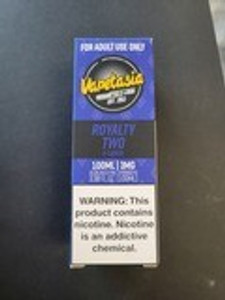 FOR ADULT USE ONLY
Vapetasia
ROYALTY
TWO
100ML | 3MG
WARNING: This
product contains
nicotine. Nicotine
is an addictive
chemical.